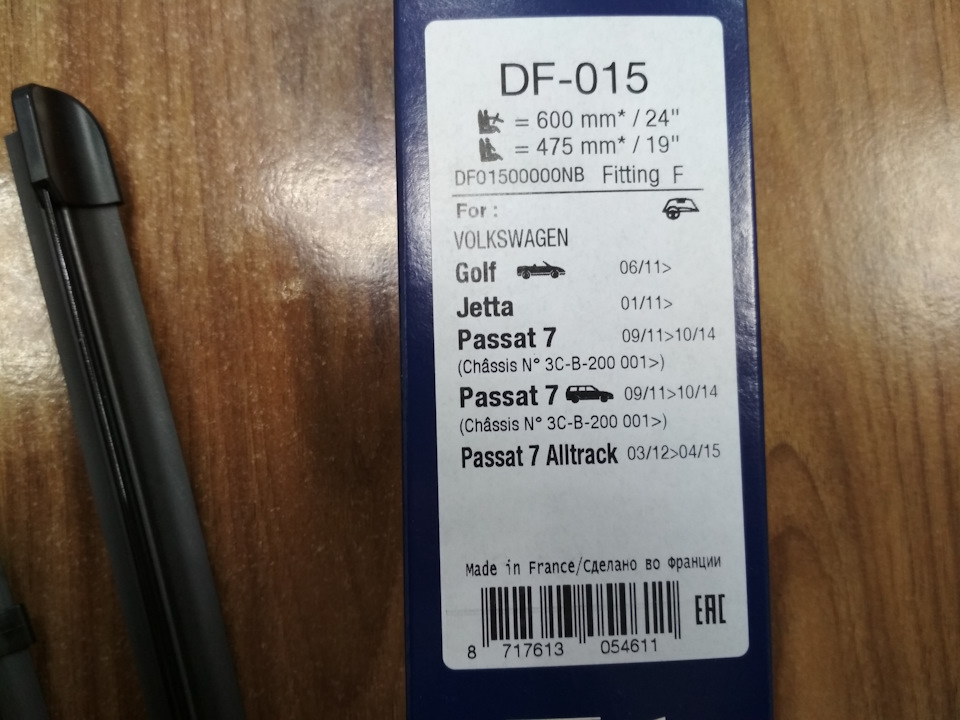 DF-015
= 600 mm* / 24"
= 475 mm* / 19"
DF01500000NB Fitting F
For :
VOLKSWAGEN
Golf 06/11>
Jetta 01/11>
Passat 7 09/11>10/14
(Châssis N° 3C-B-200 001>)
Passat 7 09/11>10/14
(Châssis N° 3C-B-200 001>)
Passat 7 Alltrack 03/12>04/15
Made in France/Сделано во франции
EAC
8 717613 054611